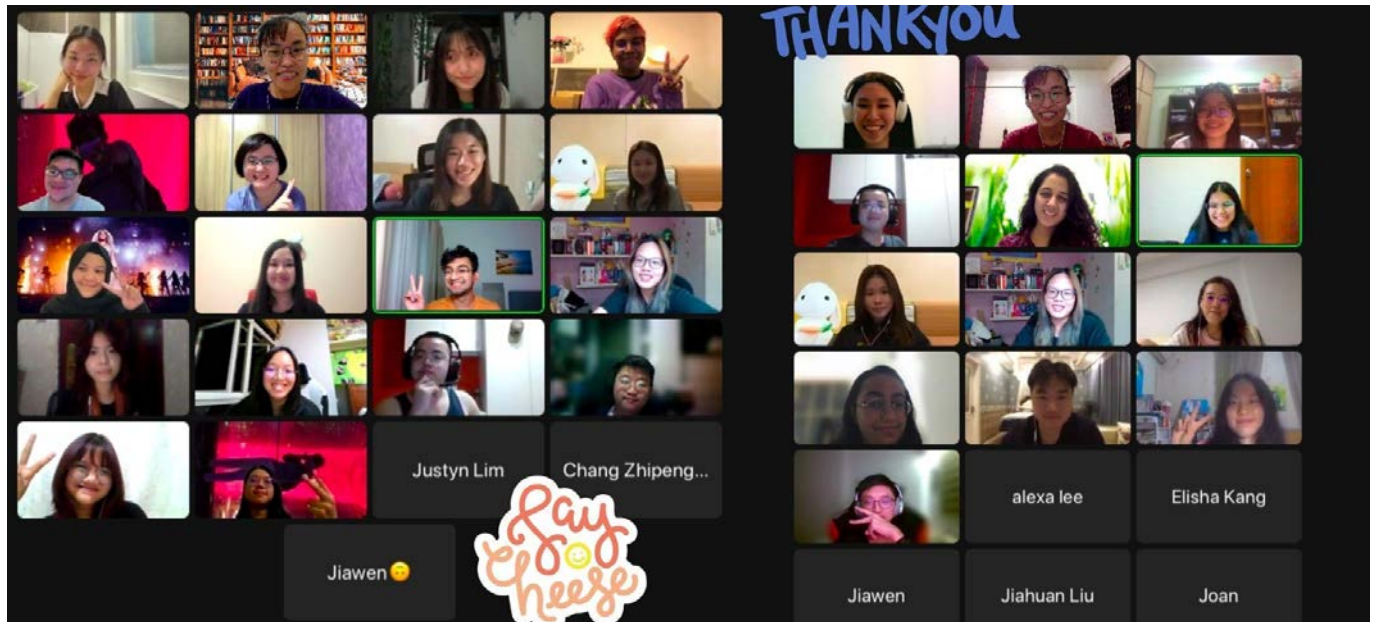 THANKYOU
Justyn Lim
Chang Zhipeng...
Jiawen🙃
Say
Cheese
alexa lee
Elisha Kang
Jiawen
Jiahuan Liu
Joan